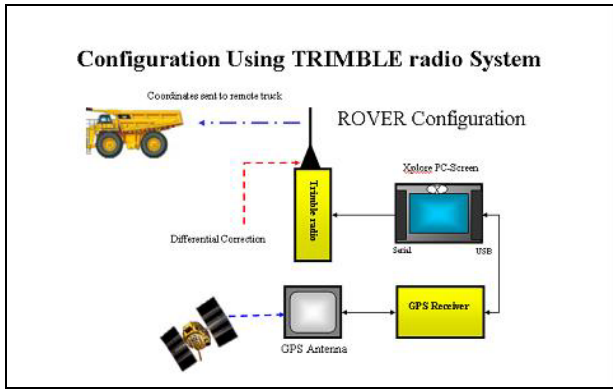 Configuration Using TRIMBLE radio System
Coordinates sent to remote truck
ROVER Configuration
Xplore PC-Screen
Trimble radio
Differential Correction
Serial
USB
GPS Receiver
GPS Antenna